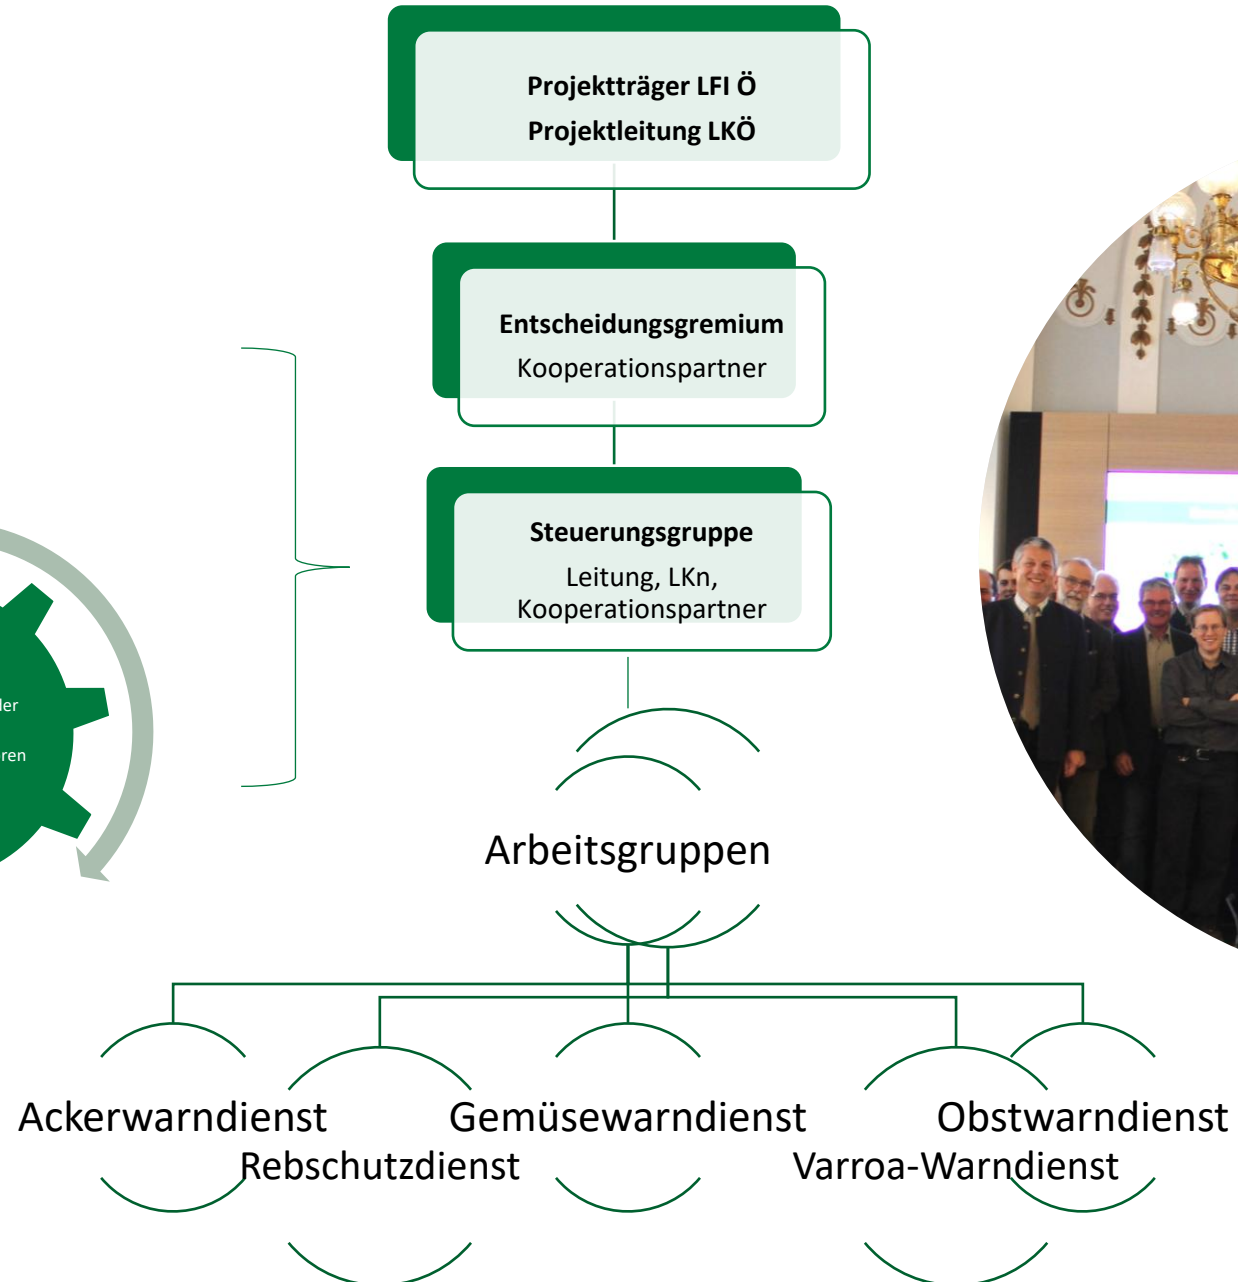 Projektträger LFI Ö
Projektleitung LKÖ
Entscheidungsgremium
Kooperationspartner
Steuerungsgruppe
Leitung, LKn,
Kooperationspartner
Arbeitsgruppen
Ackerwarndienst
Gemüsewarndienst
Obstwarndienst
Rebschutzdienst
Varroa-Warndienst